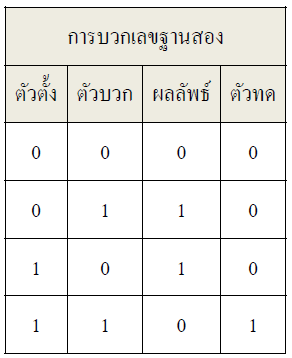 การบวกเลขฐานสอง
ตัวตั้ง ตัวบวก ผลลัพธ์ ตัวทด
0 0 0 0
0 1 1 0
1 0 1 0
1 1 0 1